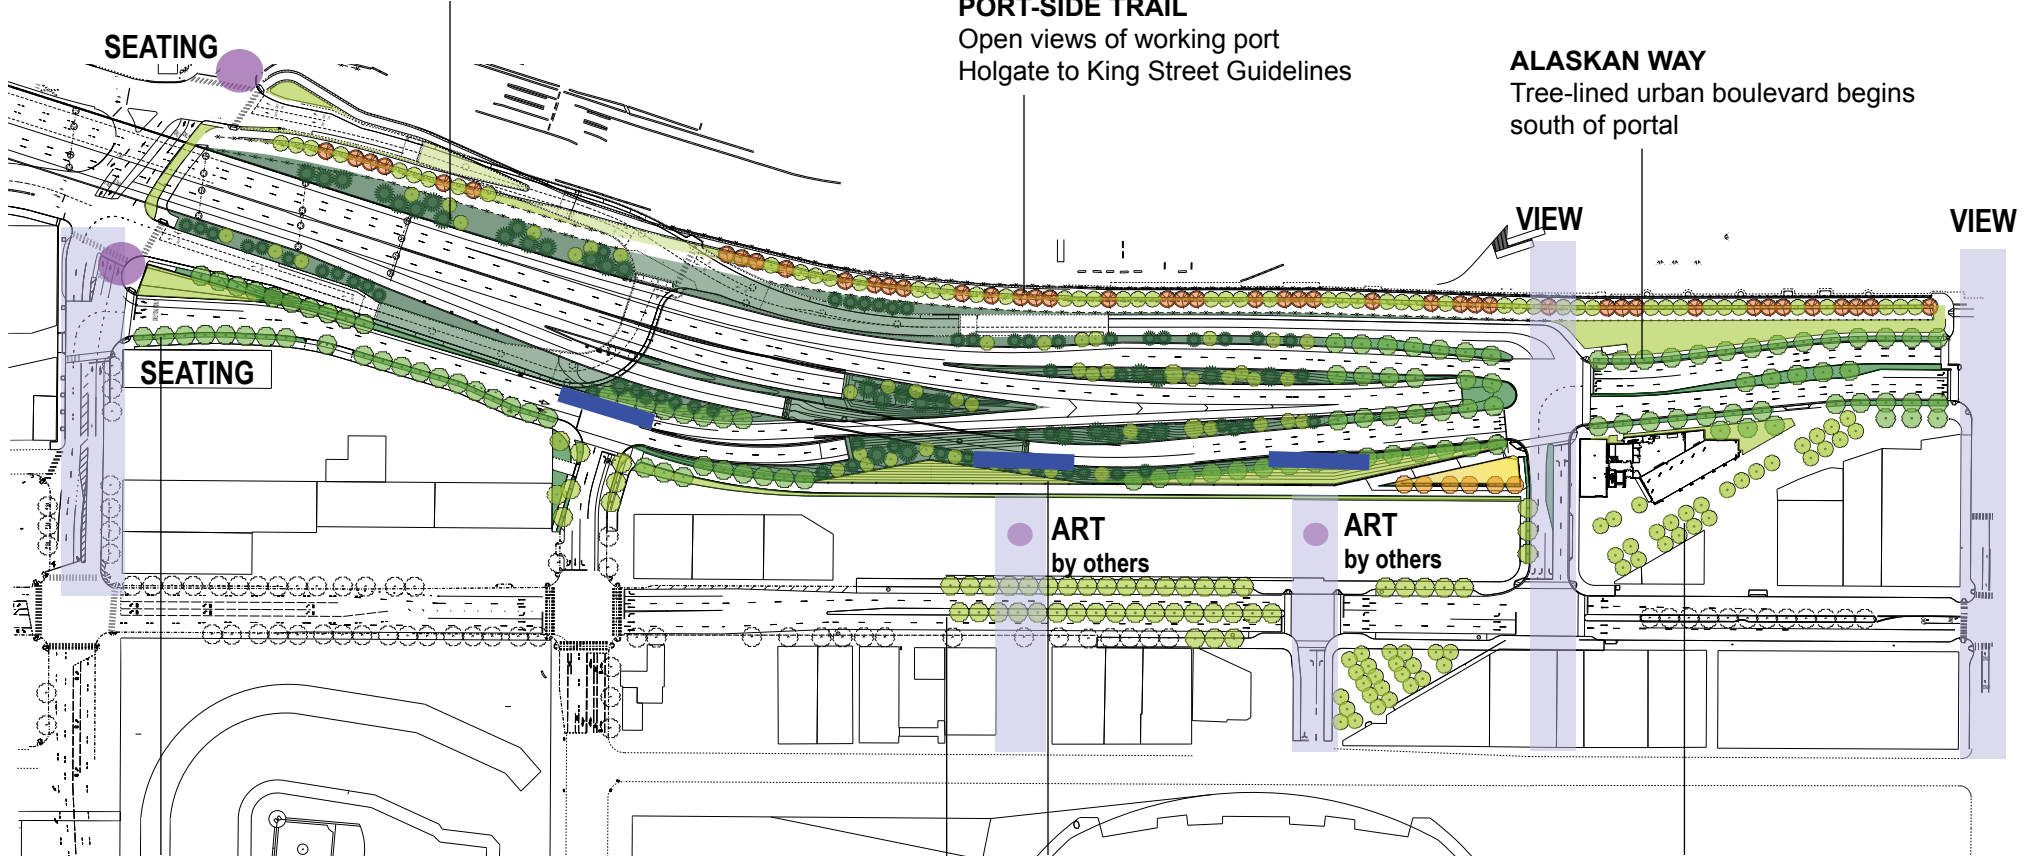 PORT-SIDE TRAIL
Open views of working port
Holgate to King Street Guidelines
SEATING
ALASKAN WAY
Tree-lined urban boulevard begins
south of portal
VIEW
VIEW
SEATING
ART
by others
ART
by others